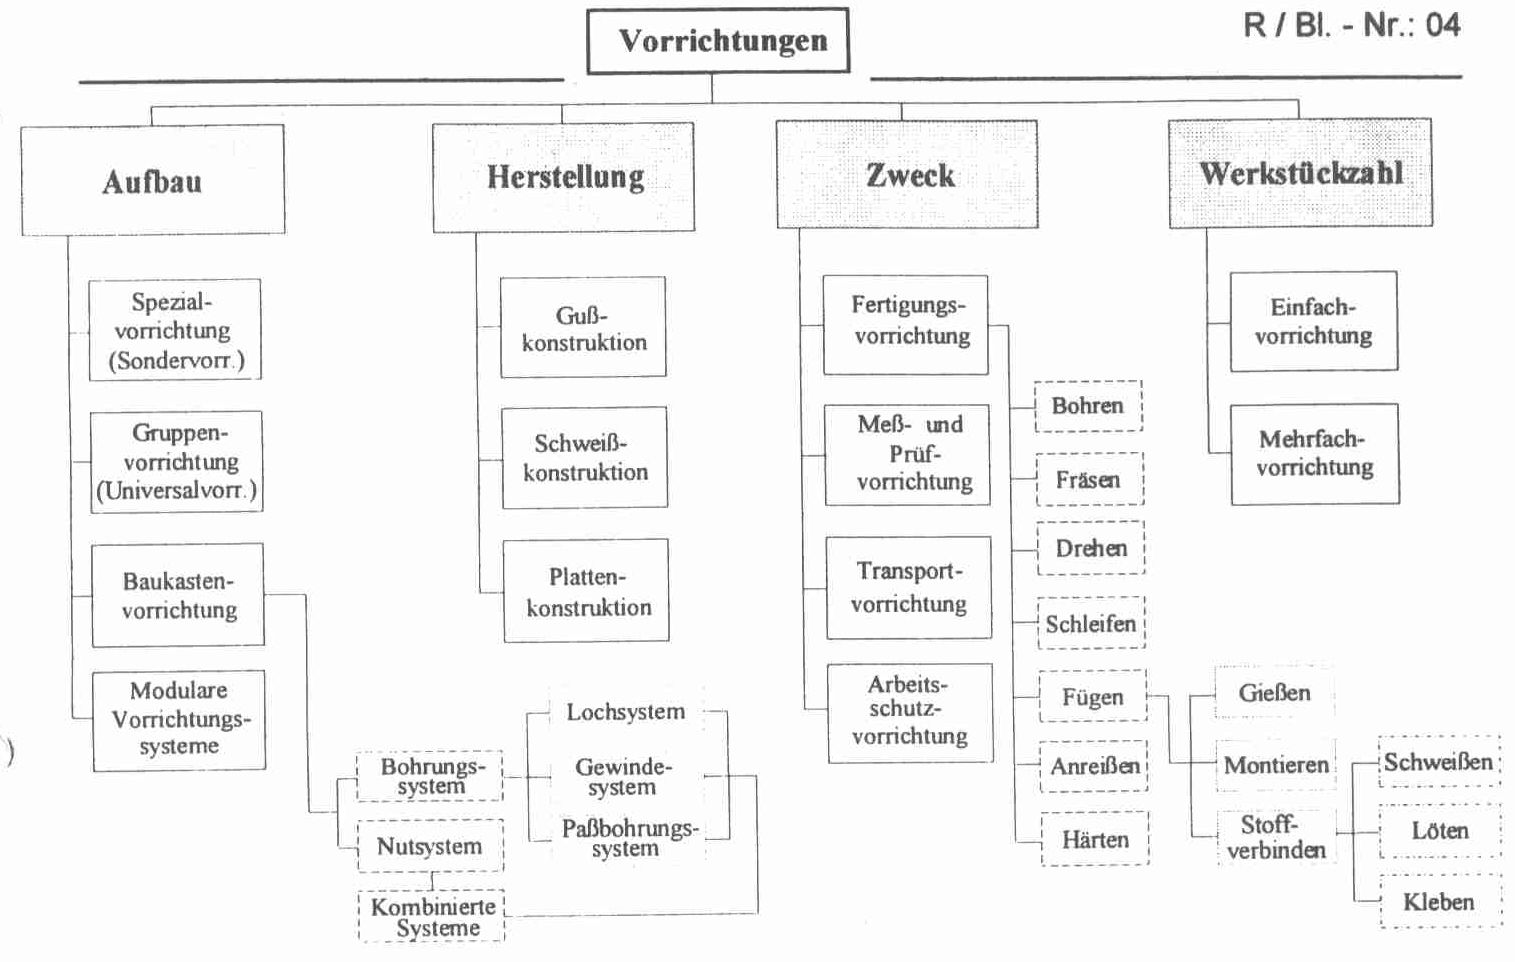 Vorrichtungen
R / Bl. - Nr.: 04
Aufbau
Herstellung
Zweck
Werkstückzahl
Spezial-
vorrichtung
(Sondervorr.)
Gruppen-
vorrichtung
(Universalvorr.)
Baukasten-
vorrichtung
Modulare
Vorrichtungs-
systeme
Bohrungs-
system
Nutsystem
Kombinierte
Systeme
Lochsystem
Gewinde-
system
Paßbohrungs-
system
Guß-
konstruktion
Schweiß-
konstruktion
Platten-
konstruktion
Fertigungs-
vorrichtung
Meß- und
Prüf-
vorrichtung
Transport-
vorrichtung
Arbeits-
schutz-
vorrichtung
Bohren
Fräsen
Drehen
Schleifen
Fügen
Anreißen
Härten
Gießen
Montieren
Stoff-
verbinden
Schweißen
Löten
Kleben
Einfach-
vorrichtung
Mehrfach-
vorrichtung